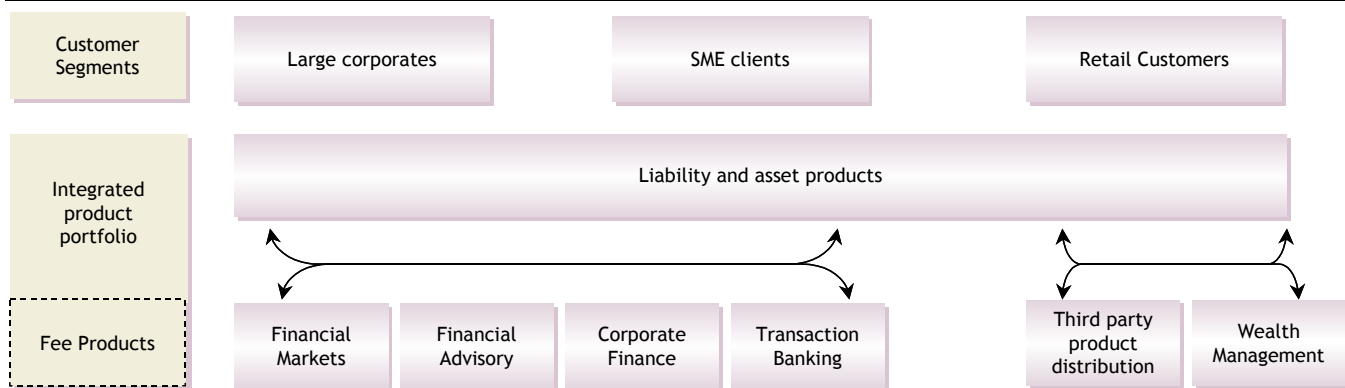 Customer
Segments
Large corporates
SME clients
Retail Customers
Integrated
product
portfolio
Liability and asset products
Fee Products
Financial
Markets
Financial
Advisory
Corporate
Finance
Transaction
Banking
Third party
product
distribution
Wealth
Management